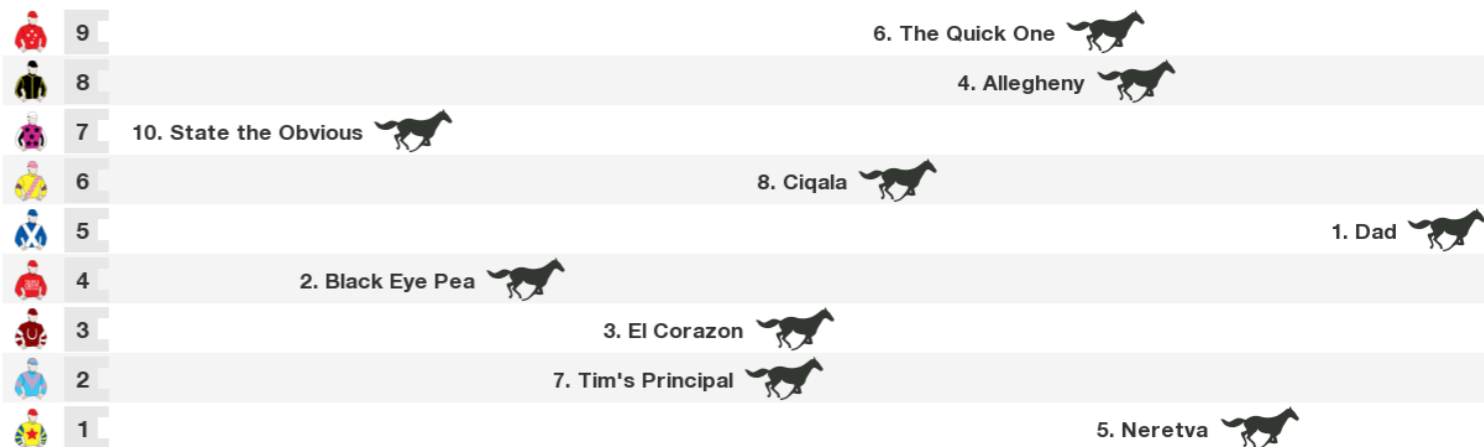 9 6. The Quick One
8 4. Allegheny
7 10. State the Obvious
6 8. Ciqala
5 1. Dad
4 2. Black Eye Pea
3 3. El Corazon
2 7. Tim's Principal
1 5. Neretva